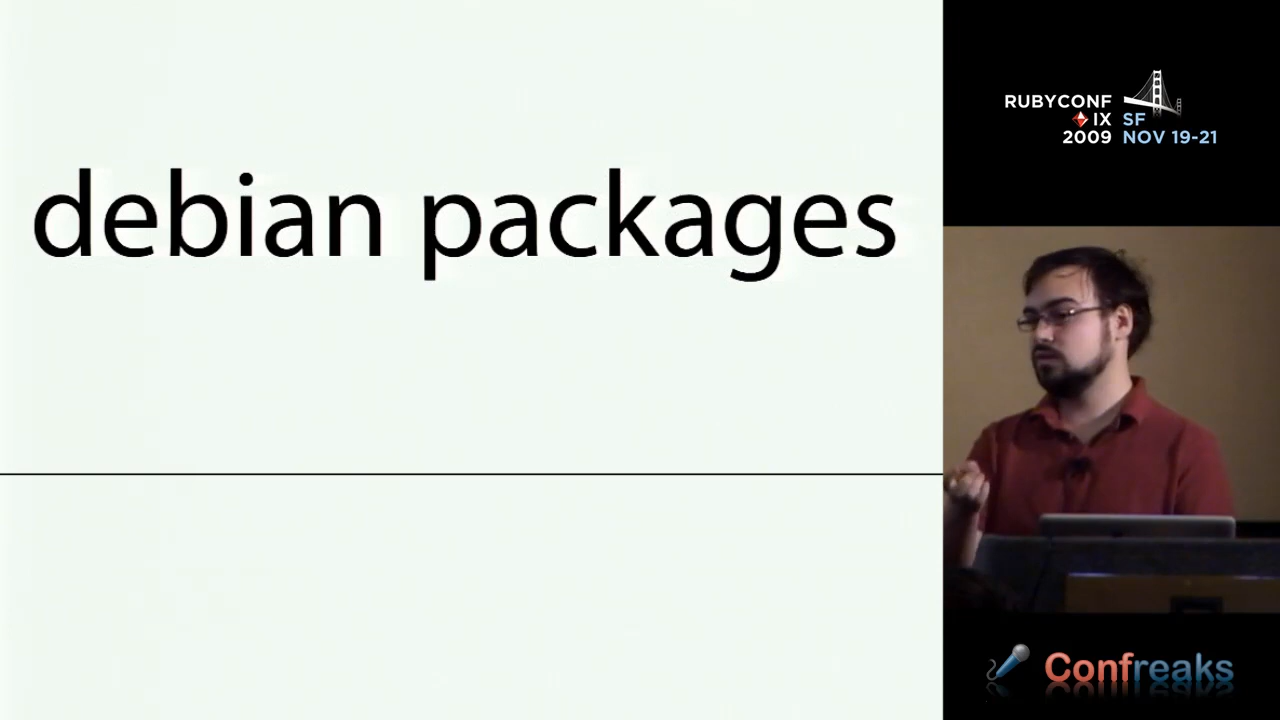 debian packages
RUBYCONF
IX SF
2009 NOV 19-21
Confreaks